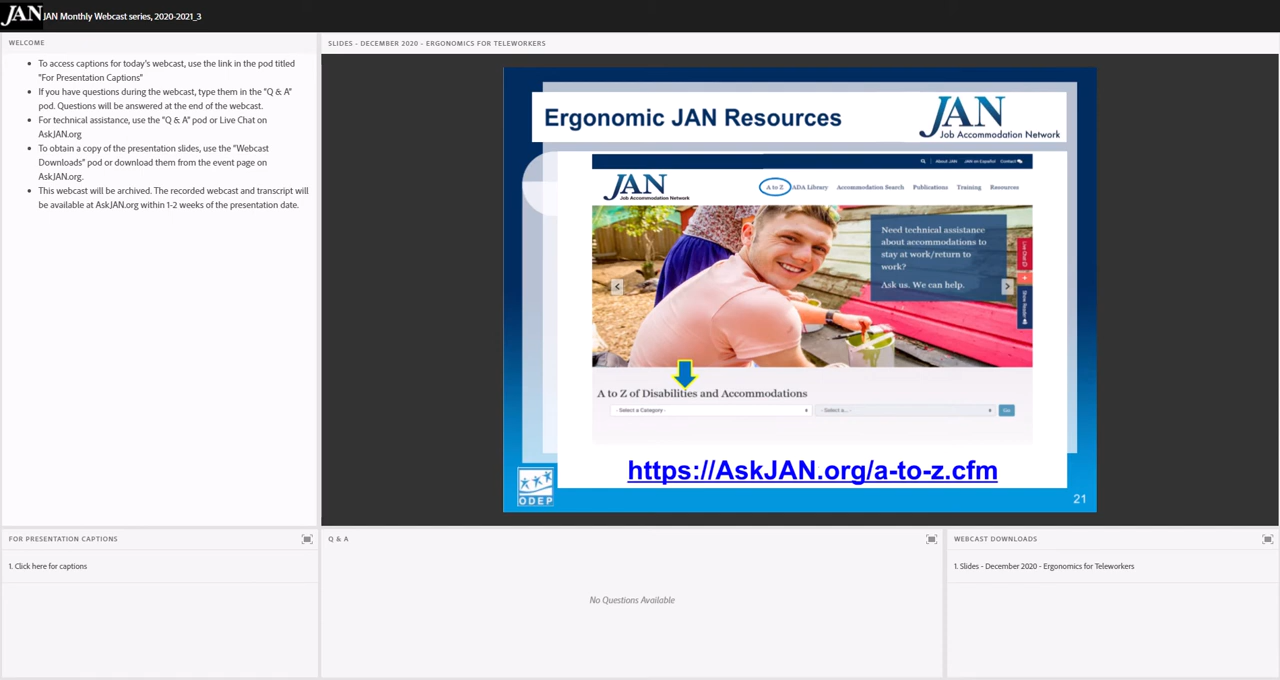 JAN JAN Monthly Webcast series, 2020-2021_3
WELCOME
To access captions for today's webcast, use the link in the pod titled
"For Presentation Captions"
If you have questions during the webcast, type them in the "Q & A"
pod. Questions will be answered at the end of the webcast.
For technical assistance, use the "Q & A" pod or Live Chat on
AskJAN.org
To obtain a copy of the presentation slides, use the "Webcast
Downloads" pod or download them from the event page on
AskJAN.org.
This webcast will be archived. The recorded webcast and transcript will
be available at AskJAN.org within 1-2 weeks of the presentation date.
SLIDES - DECEMBER 2020 - ERGONOMICS FOR TELEWORKERS
Ergonomic JAN Resources
JAN
Job Accommodation Network
About JAN JAN en Español Contact
JAN
Job Accommodation Network
A to Z ADA Library Accommodation Search Publications Training Resources
Need technical assistance
about accommodations to
stay at work/return to
work?
Ask us. We can help.
Live Chat
Share
A to Z of Disabilities and Accommodations
- Select a Category -
- Select a... -
Go
https://AskJAN.org/a-to-z.cfm
ODEP
21
FOR PRESENTATION CAPTIONS
1. Click here for captions
Q & A
No Questions Available
WEBCAST DOWNLOADS
1. Slides - December 2020 - Ergonomics for Teleworkers